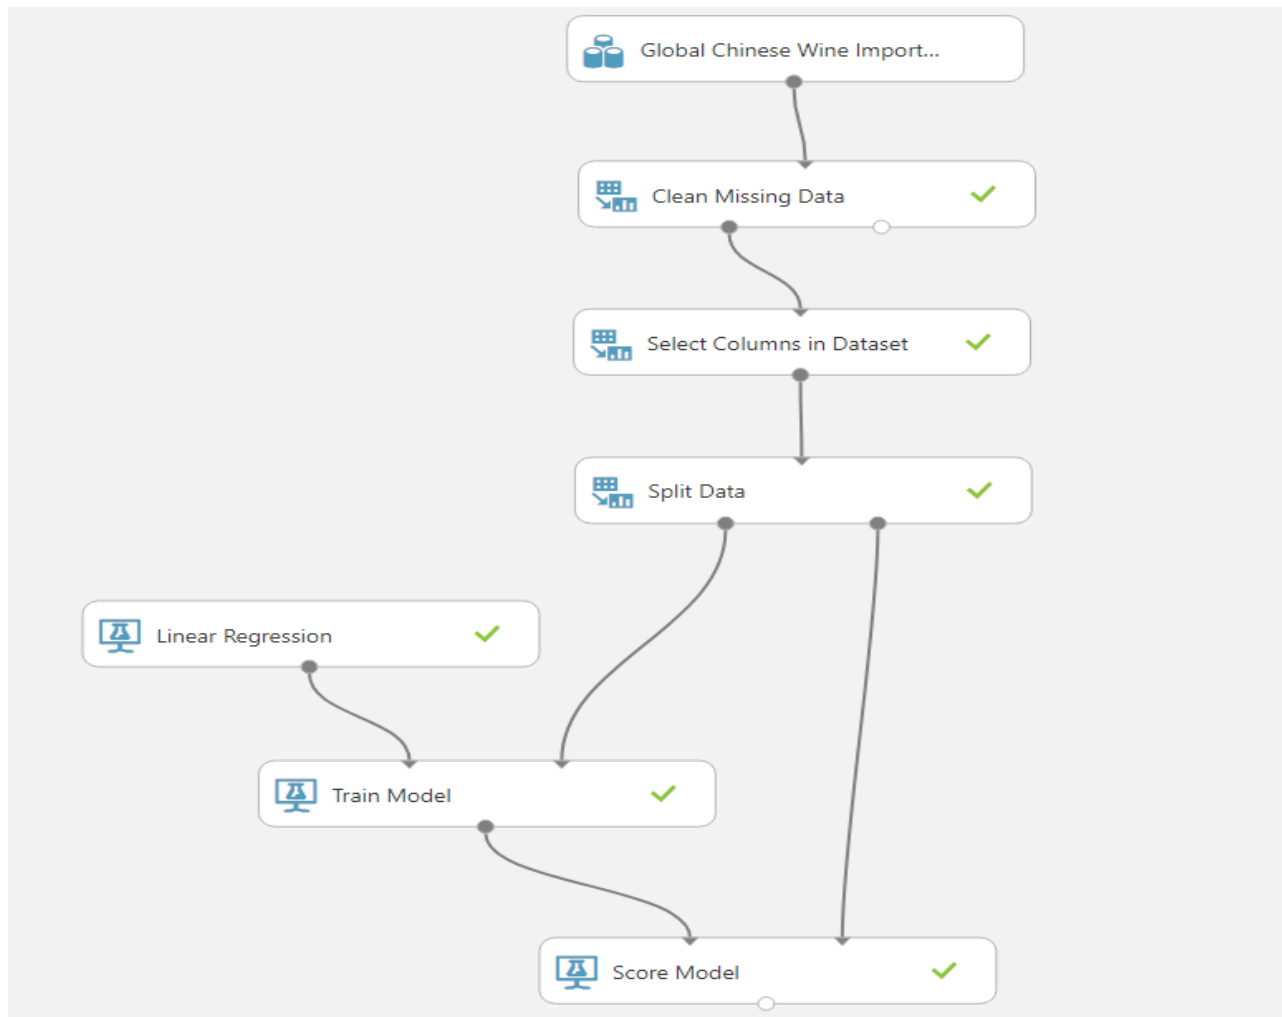 Global Chinese Wine Import...
Clean Missing Data
Select Columns in Dataset
Split Data
Linear Regression
Train Model
Score Model